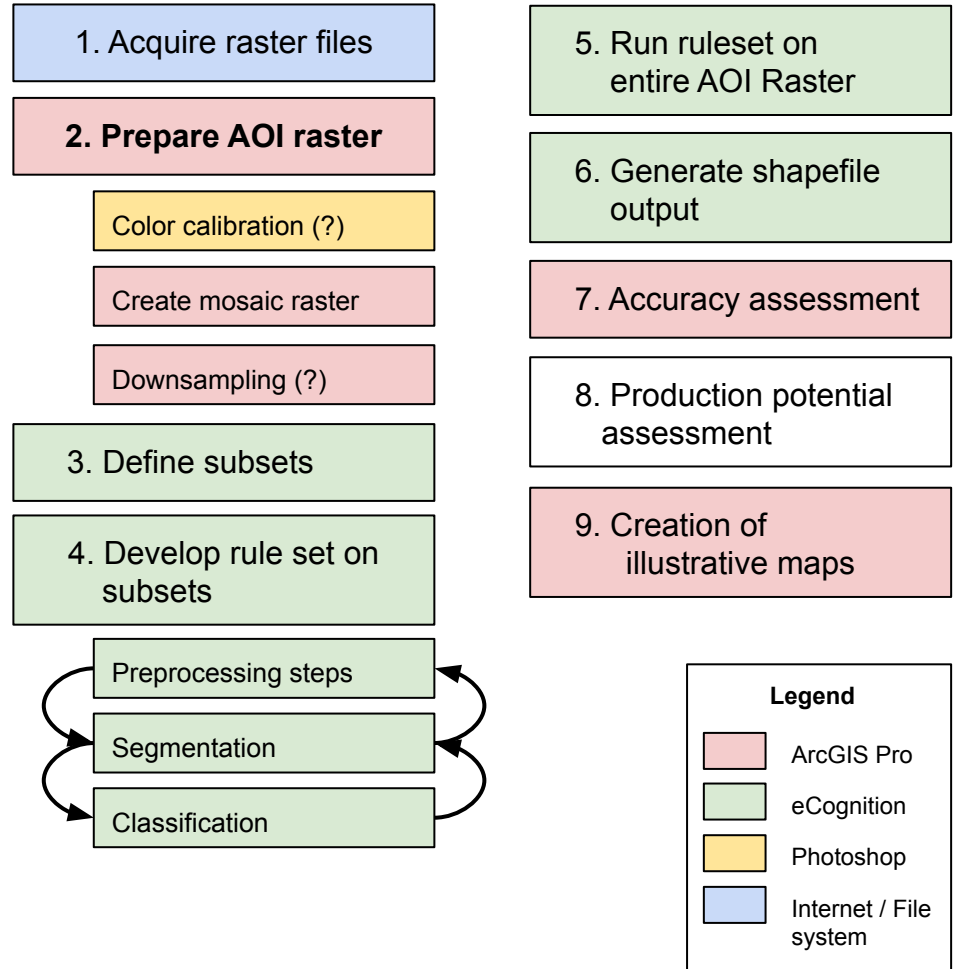 1. Acquire raster files
2. Prepare AOI raster
Color calibration (?)
Create mosaic raster
Downsampling (?)
3. Define subsets
4. Develop rule set on
subsets
Preprocessing steps
Segmentation
Classification
5. Run ruleset on
entire AOI Raster
6. Generate shapefile
output
7. Accuracy assessment
8. Production potential
assessment
9. Creation of
illustrative maps
Legend
ArcGIS Pro
eCognition
Photoshop
Internet / File
system